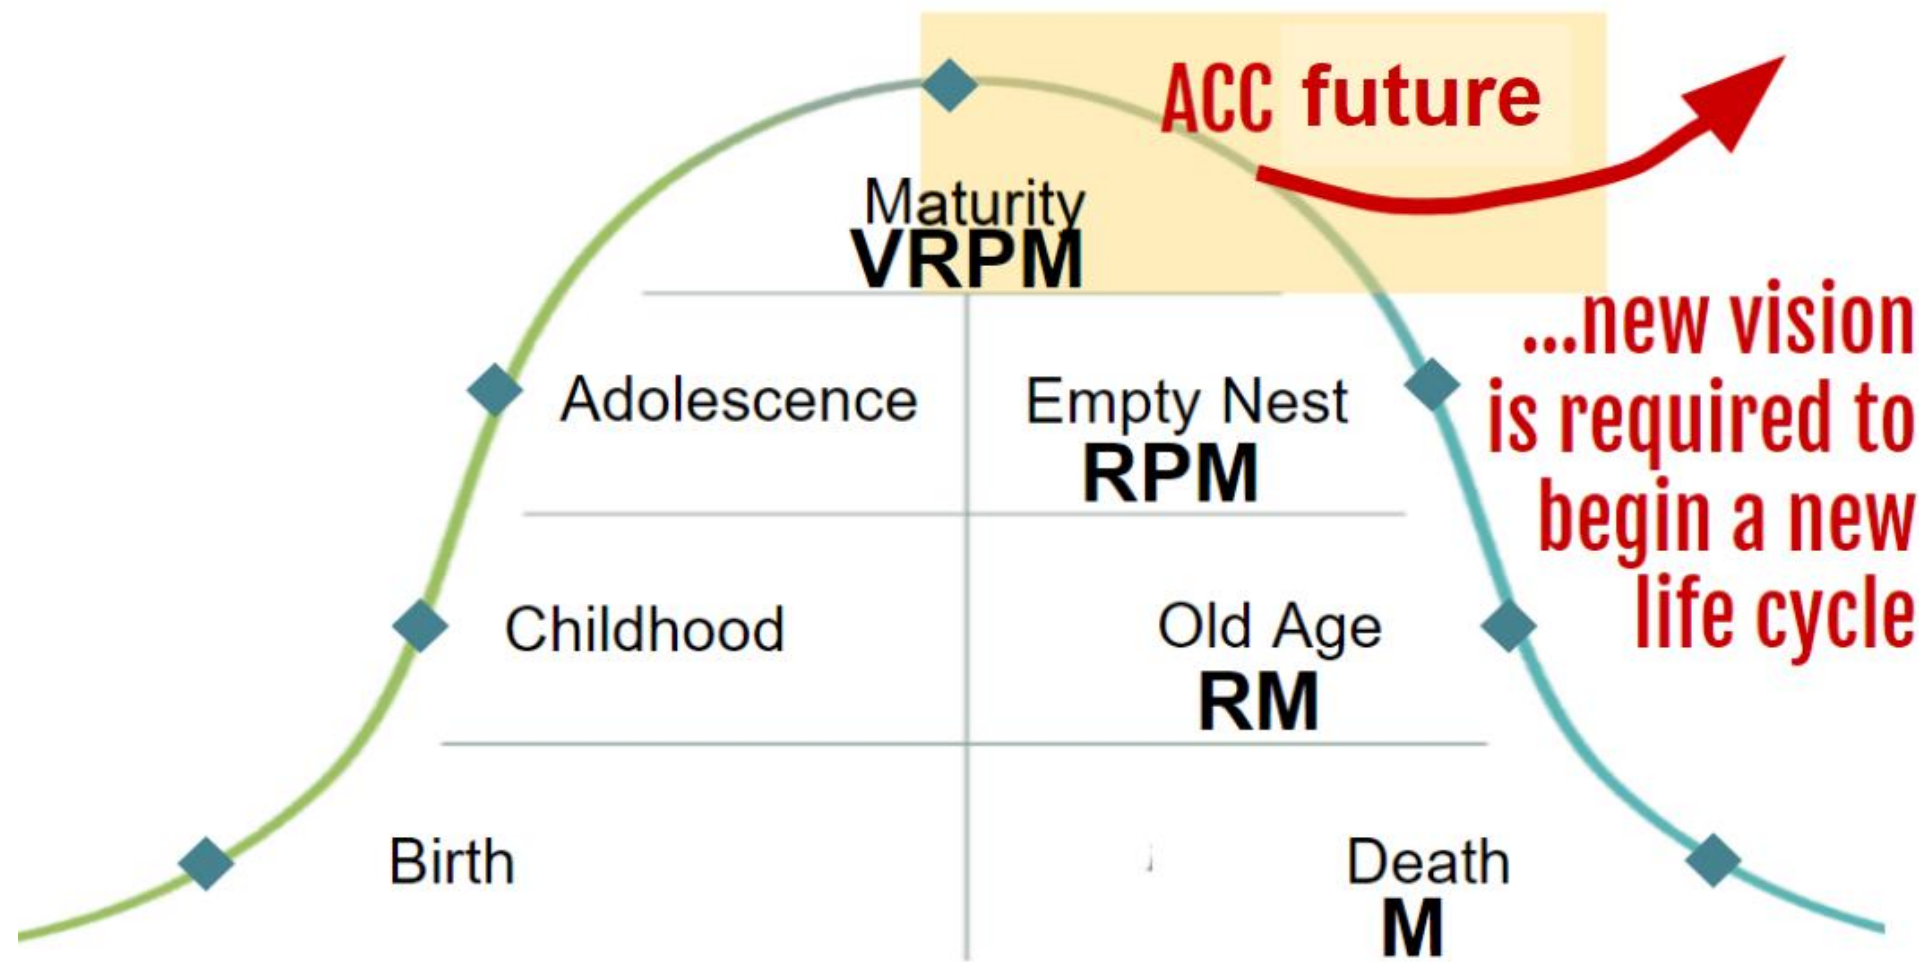 ACC future
Maturity
VRPM
...new vision
is required to
begin a new
life cycle
Adolescence
Empty Nest
RPM
Childhood
Old Age
RM
Birth
Death
M